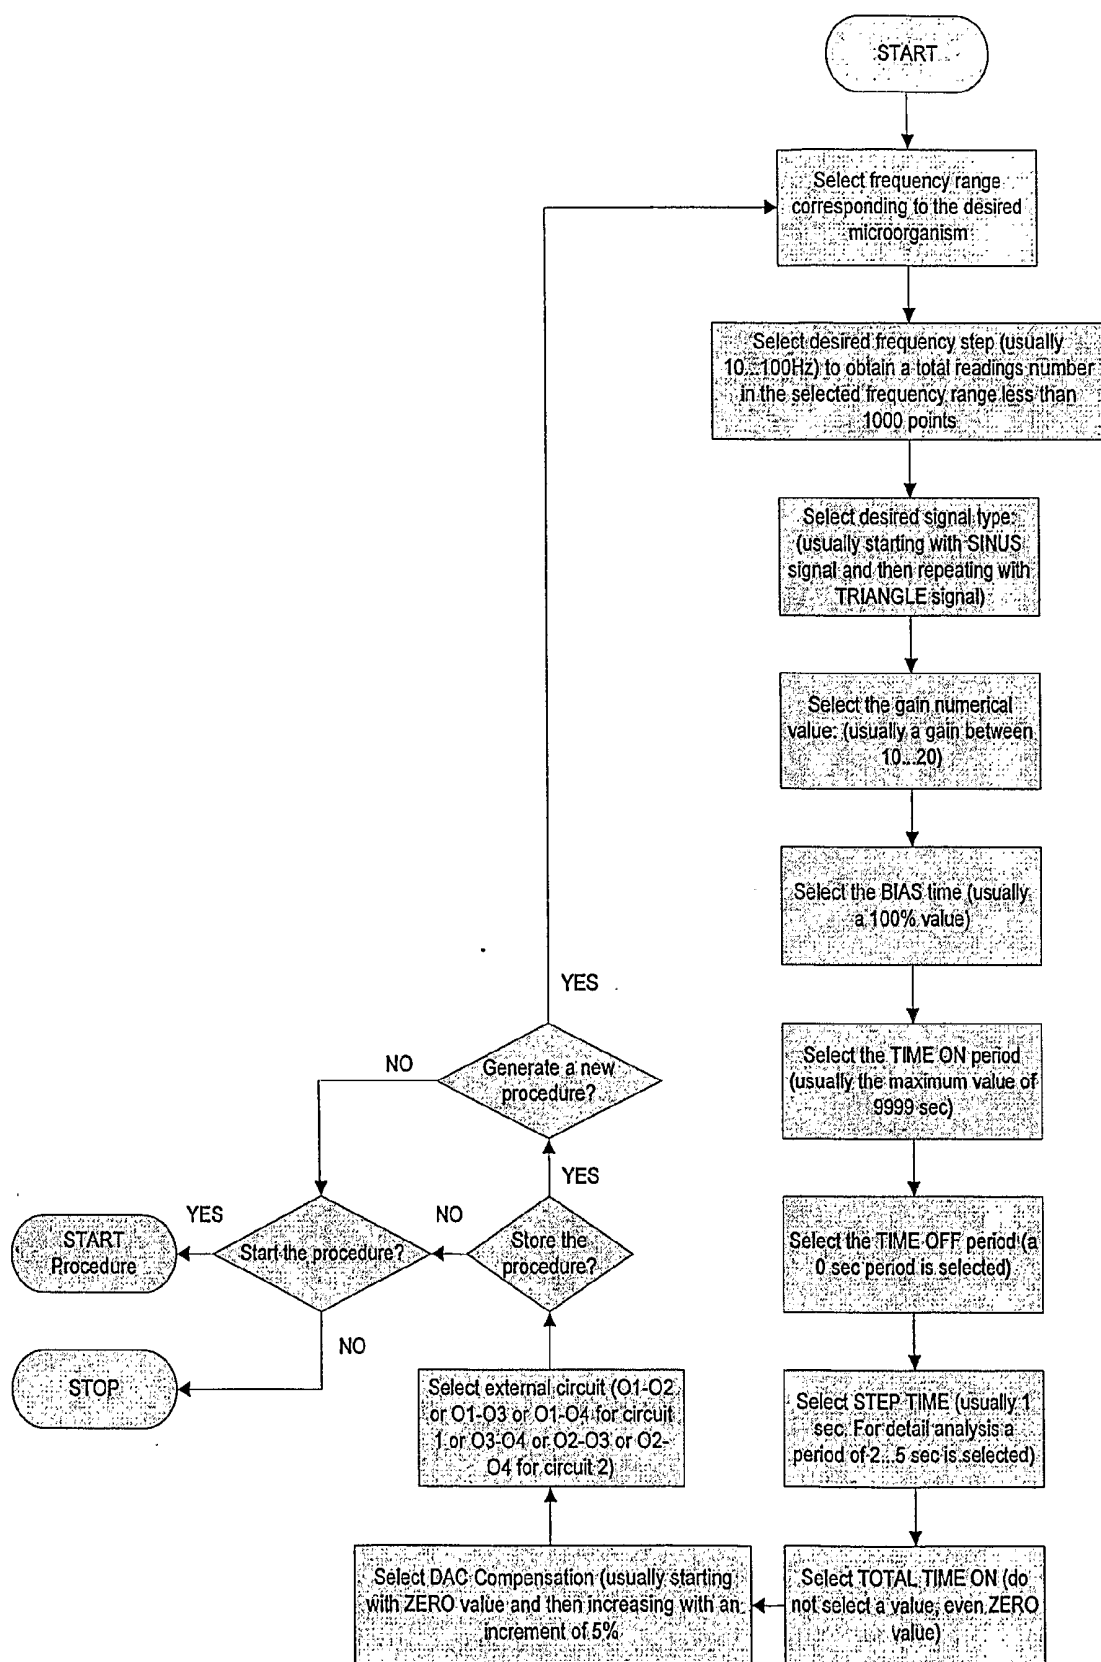 START
Select frequency range
corresponding to the desired
microorganism
Select desired frequency step (usually
10...100Hz) to obtain a total readings number
in the selected frequency range less than
1000 points
Select desired signal type:
(usually starting with SINUS
signal and then repeating with
TRIANGLE signal)
Select the gain numerical
value: (usually a gain between
10...20)
Select the BIAS time (usually
a 100% value)
Select the TIME ON period
(usually the maximum value of
9999 sec)
Select the TIME OFF period (a
0 sec period is selected)
Select STEP TIME (usually 1
sec. For detail analysis a
period of 2...5 sec is selected)
Select TOTAL TIME ON (do
not select a value, even ZERO
value)
Select DAC Compensation (usually starting
with ZERO value and then increasing with an
increment of 5%
Select external circuit (O1-O2
or O1-O3 or O1-O4 for circuit
1 or O3-O4 or O2-O3 or O2-
O4 for circuit 2)
Store the
procedure?
YES
NO
Generate a new
procedure?
YES
NO
Start the procedure?
YES
NO
START
Procedure
STOP